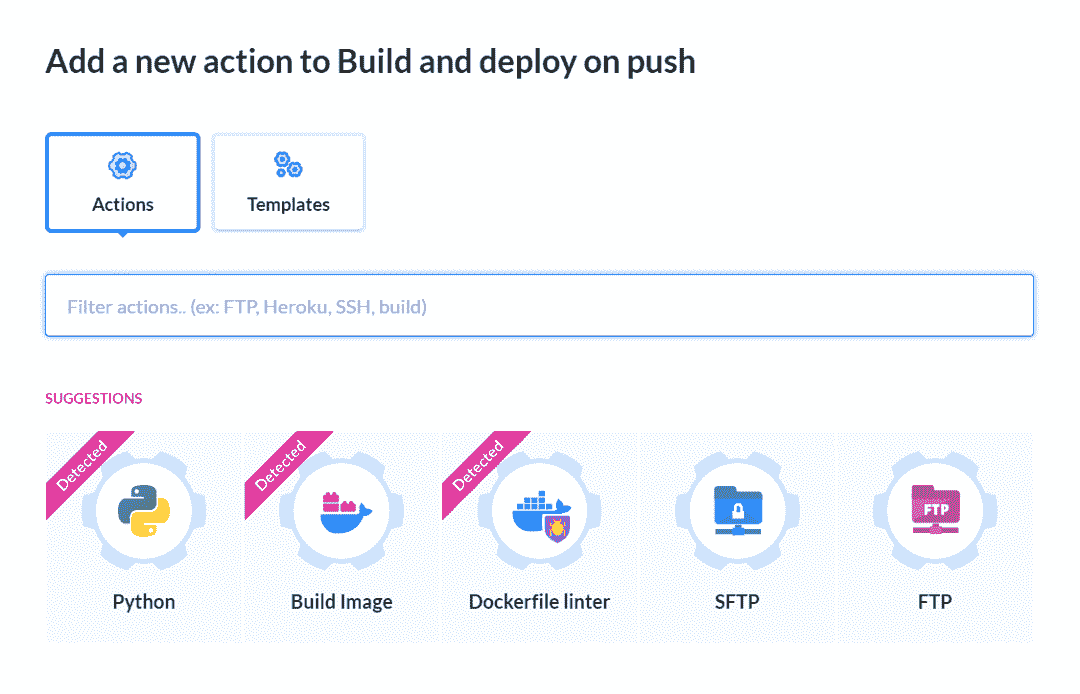 Add a new action to Build and deploy on push
Actions
Templates
Filter actions.. (ex: FTP, Heroku, SSH, build)
SUGGESTIONS
Detected
Detected
Detected
FTP
Python
Build Image
Dockerfile linter
SFTP
FTP